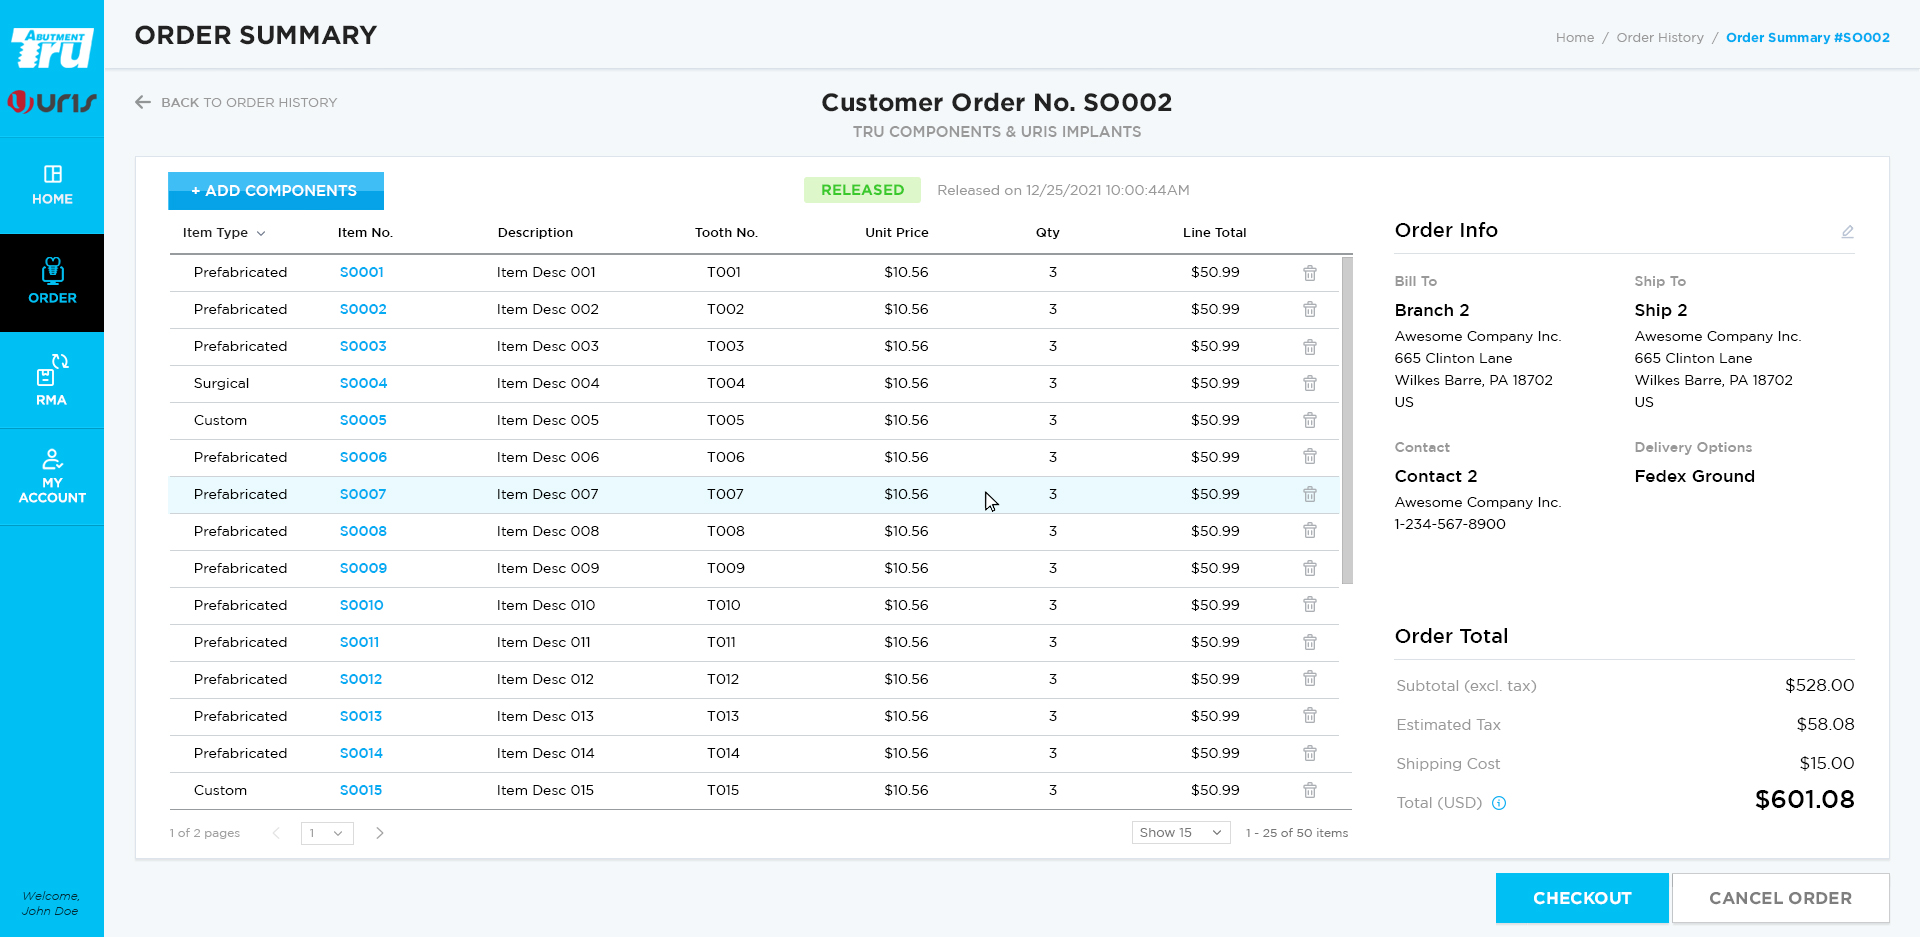 ABUTMENT
Tru
URIS
HOME
ORDER
RMA
MY
ACCOUNT
Welcome,
John Doe
ORDER SUMMARY
Home / Order History / Order Summary #SO002
BACK TO ORDER HISTORY
Customer Order No. SO002
TRU COMPONENTS & URIS IMPLANTS
+ ADD COMPONENTS
RELEASED Released on 12/25/2021 10:00:44AM
Item Type Item No. Description Tooth No. Unit Price Qty Line Total
Prefabricated S0001 Item Desc 001 T001 $10.56 3 $50.99
Prefabricated S0002 Item Desc 002 T002 $10.56 3 $50.99
Prefabricated S0003 Item Desc 003 T003 $10.56 3 $50.99
Surgical S0004 Item Desc 004 T004 $10.56 3 $50.99
Custom S0005 Item Desc 005 T005 $10.56 3 $50.99
Prefabricated S0006 Item Desc 006 T006 $10.56 3 $50.99
Prefabricated S0007 Item Desc 007 T007 $10.56 3 $50.99
Prefabricated S0008 Item Desc 008 T008 $10.56 3 $50.99
Prefabricated S0009 Item Desc 009 T009 $10.56 3 $50.99
Prefabricated S0010 Item Desc 010 T010 $10.56 3 $50.99
Prefabricated S0011 Item Desc 011 T011 $10.56 3 $50.99
Prefabricated S0012 Item Desc 012 T012 $10.56 3 $50.99
Prefabricated S0013 Item Desc 013 T013 $10.56 3 $50.99
Prefabricated S0014 Item Desc 014 T014 $10.56 3 $50.99
Custom S0015 Item Desc 015 T015 $10.56 3 $50.99
1 of 2 pages 1 Show 15 1 - 25 of 50 items
Order Info
Bill To
Branch 2
Awesome Company Inc.
665 Clinton Lane
Wilkes Barre, PA 18702
US
Ship To
Ship 2
Awesome Company Inc.
665 Clinton Lane
Wilkes Barre, PA 18702
US
Contact
Contact 2
Awesome Company Inc.
1-234-567-8900
Delivery Options
Fedex Ground
Order Total
Subtotal (excl. tax) $528.00
Estimated Tax $58.08
Shipping Cost $15.00
Total (USD) $601.08
CHECKOUT
CANCEL ORDER